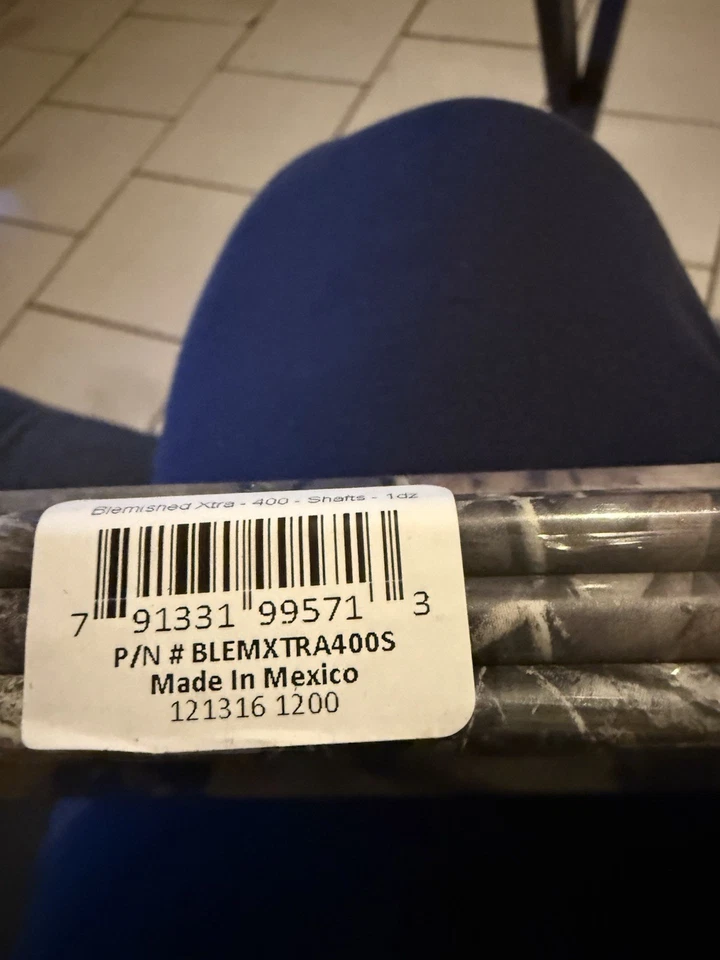 Blemished Xtra - 400 - Shafts - 1dz
7 91331 99571 3
P/N # BLEMXTRA400S
Made In Mexico
121316 1200